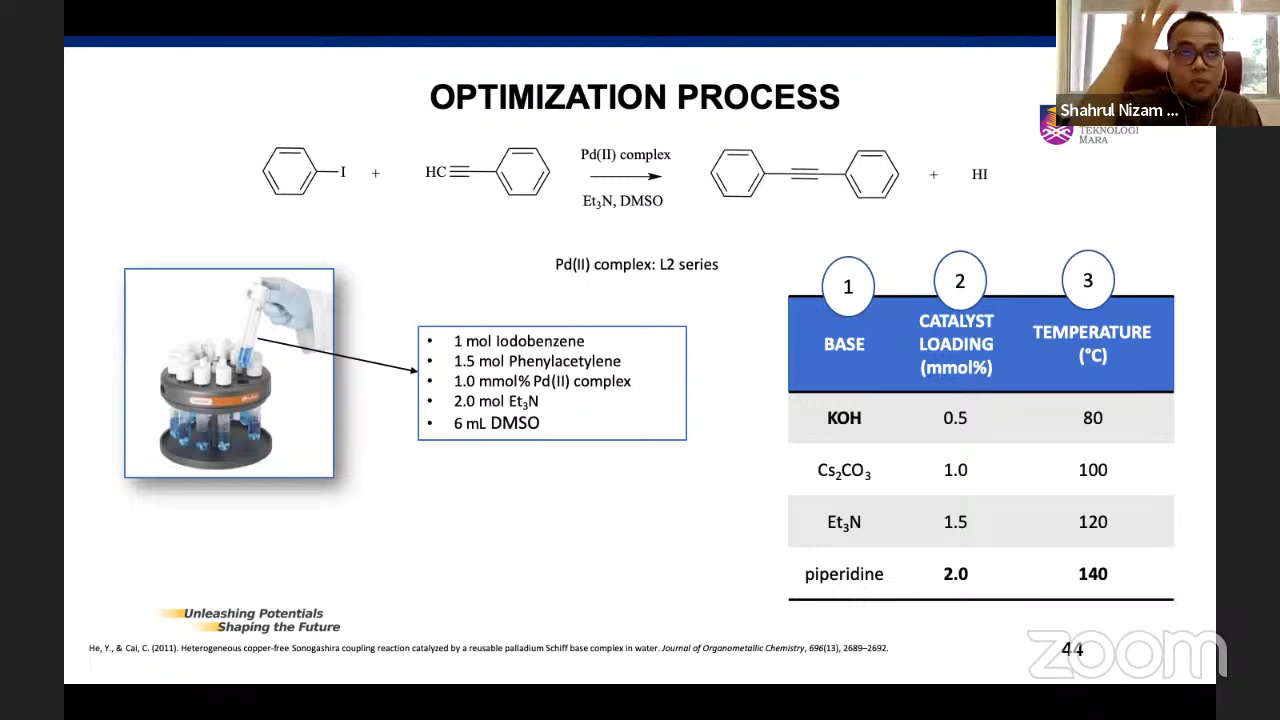 OPTIMIZATION PROCESS
Shahrul Nizam ...
TEKNOLOGI
MARA
I
+
HC
Pd(II) complex
Et₃N, DMSO
+
HI
Pd(II) complex: L2 series
• 1 mol Iodobenzene
• 1.5 mol Phenylacetylene
• 1.0 mmol% Pd(II) complex
• 2.0 mol Et₃N
• 6 mL DMSO
1 2 3
BASE CATALYST LOADING (mmol%) TEMPERATURE (°C)
KOH 0.5 80
Cs₂CO₃ 1.0 100
Et₃N 1.5 120
piperidine 2.0 140
Unleashing Potentials
Shaping the Future
He, Y., & Cai, C. (2011). Heterogeneous copper-free Sonogashira coupling reaction catalyzed by a reusable palladium Schiff base complex in water. Journal of Organometallic Chemistry, 696(13), 2689–2692.
44
zoom